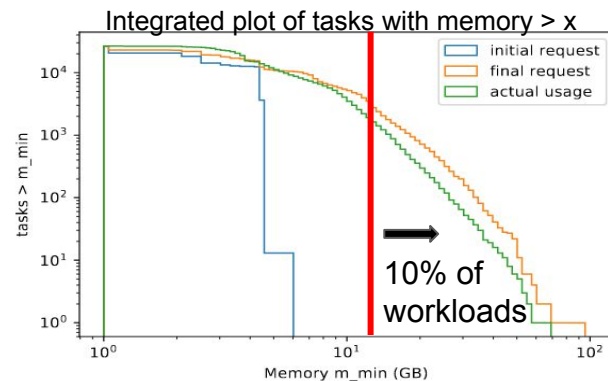 Integrated plot of tasks with memory > x
initial request
final request
actual usage
10⁴
10³
10²
10¹
10⁰
tasks > m_min
10% of
workloads
10⁰
10¹
10²
Memory m_min (GB)